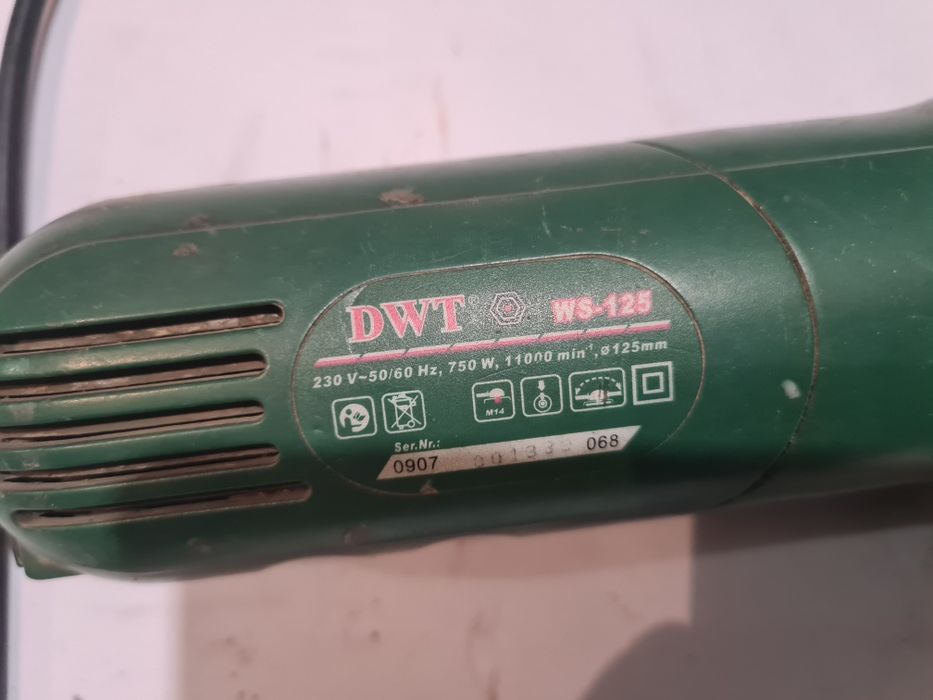 DWT® WS-125
230 V~50/60 Hz, 750 W, 11000 min⁻¹, ø125mm
M14
Ser.Nr.:
0907 068